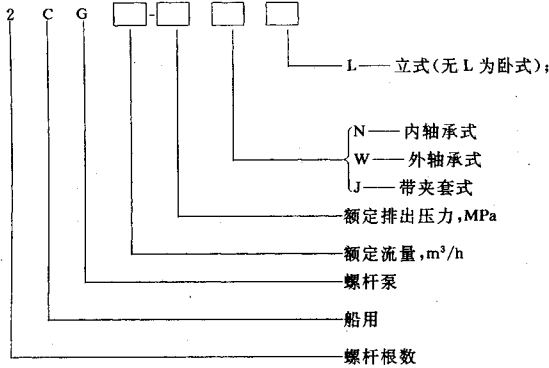 2 C G □-□ □ □
L——立式(无L为卧式);
N——内轴承式
W——外轴承式
J——带夹套式
额定排出压力,MPa
额定流量,m³/h
螺杆泵
船用
螺杆根数